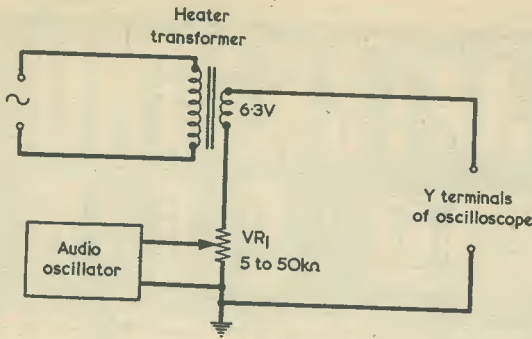 Heater
transformer
6·3V
Y terminals
of oscilloscope
Audio
oscillator
VR1
5 to 50kΩ